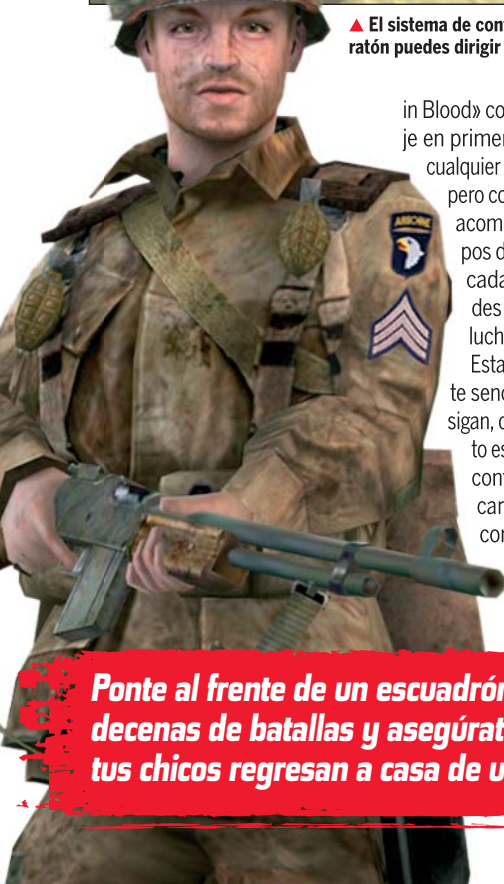 ▲ El sistema de con
ratón puedes dirigir
in Blood» co
je en primer
cualquier
pero co
acom
pos d
cada
des
luch
Esta
te senc
sigan, d
to es
con
car
cor
AIRBORNE
Ponte al frente de un escuadrón
decenas de batallas y asegúrat
tus chicos regresan a casa de u